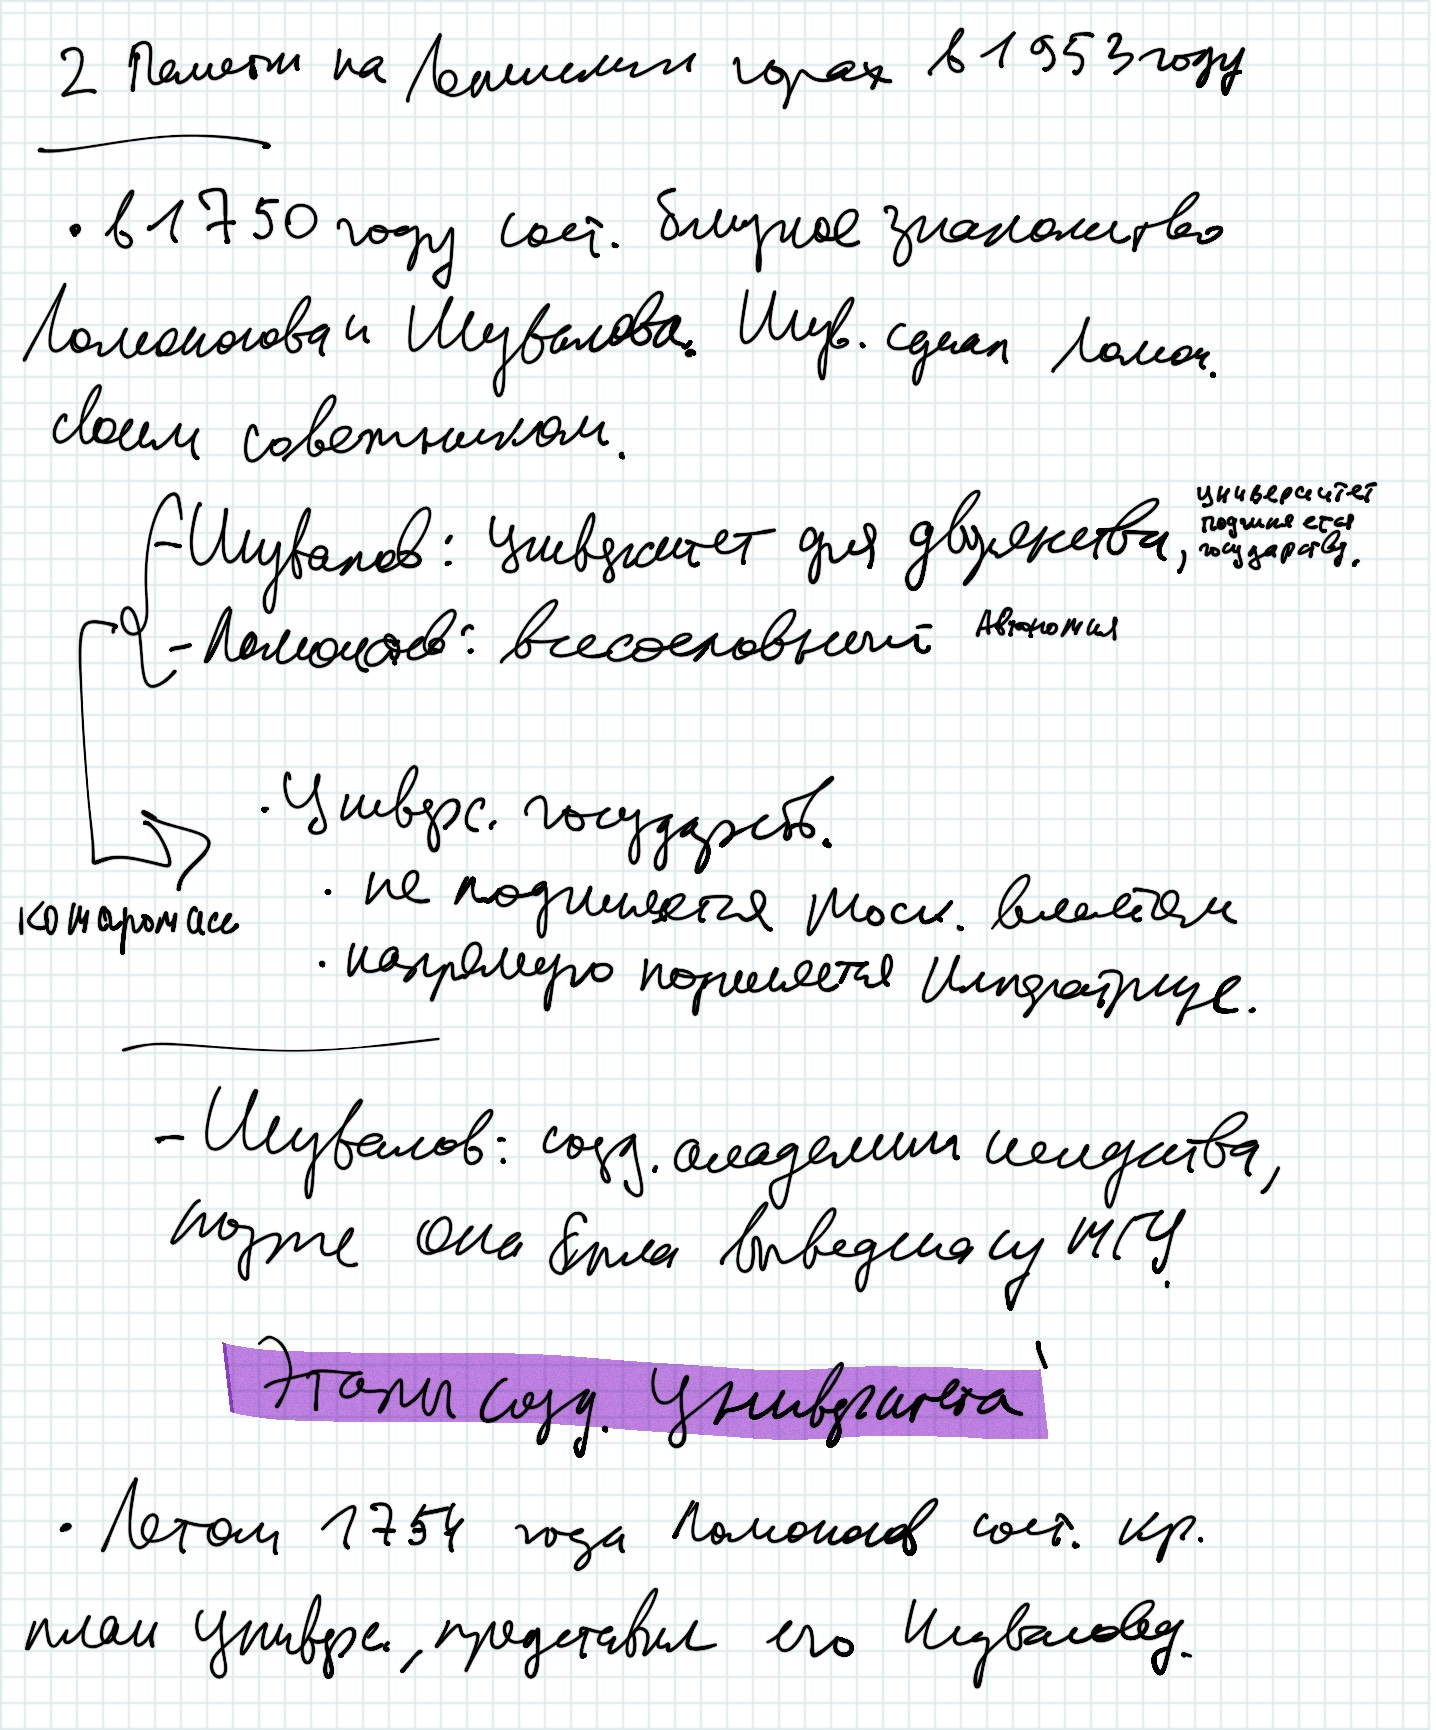 2 Памятн на Ленинских горах в 1953 году
• в 1750 году сост. близкое знакомство
Ломоносова и Шувалова. Шув. сделал Ломон.
своим советником.
- Шувалов: Университет для дворянства,
университет
подчиняется
государству.
- Ломоносов: всесословный Автономия
• Универс. государств.
• не подчиняется моск. властям
• напрямую подчиняется Императрице.
- Шувалов: созд. академии искусства,
позже она была выведена из МГУ.
Этапы созд. Университета
• Летом 1754 года Ломоносов сост. кр.
план Универс., представил его Шувалову.